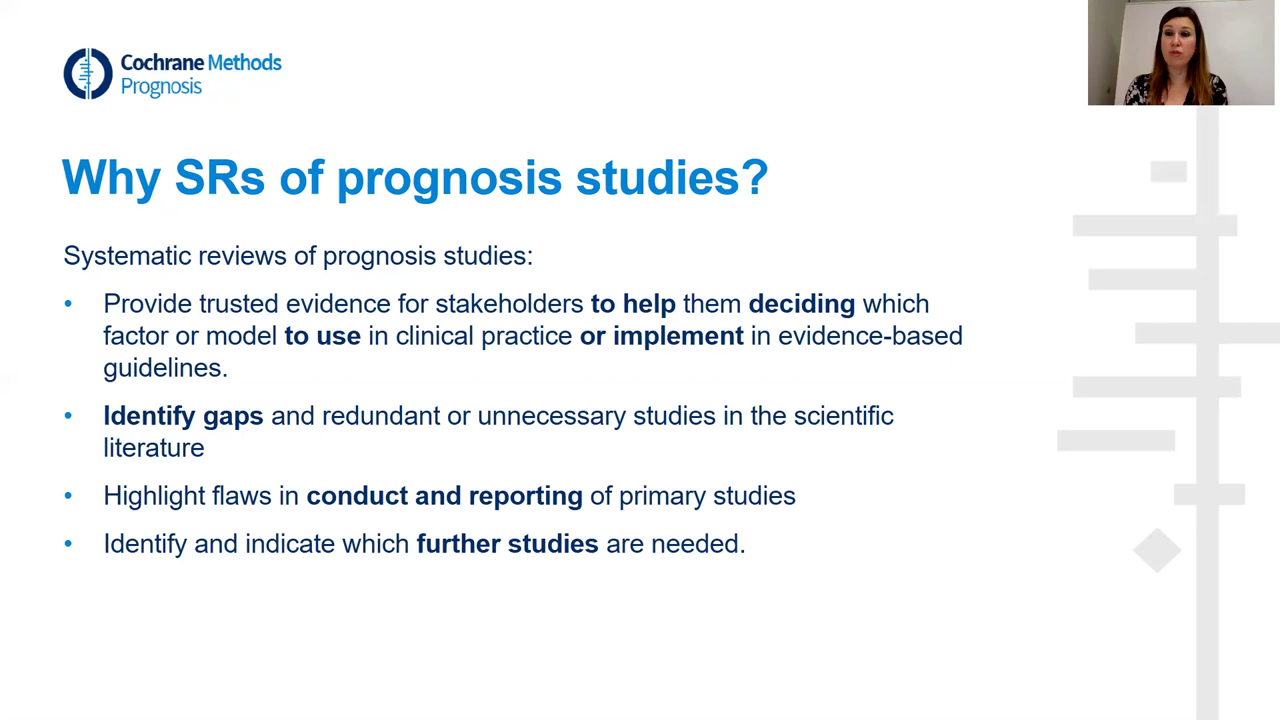 Cochrane Methods
Prognosis
Why SRs of prognosis studies?
Systematic reviews of prognosis studies:
• Provide trusted evidence for stakeholders to help them deciding which
factor or model to use in clinical practice or implement in evidence-based
guidelines.
• Identify gaps and redundant or unnecessary studies in the scientific
literature
• Highlight flaws in conduct and reporting of primary studies
• Identify and indicate which further studies are needed.